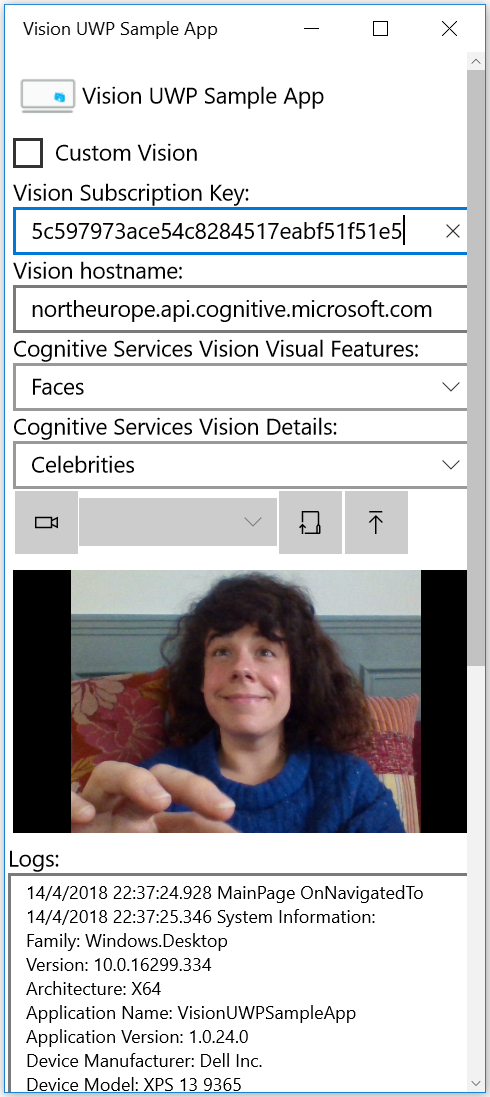 Vision UWP Sample App
Vision UWP Sample App
Custom Vision
Vision Subscription Key:
5c597973ace54c8284517eabf51f51e5
Vision hostname:
northeurope.api.cognitive.microsoft.com
Cognitive Services Vision Visual Features:
Faces
Cognitive Services Vision Details:
Celebrities
Logs:
14/4/2018 22:37:24.928 MainPage OnNavigatedTo
14/4/2018 22:37:25.346 System Information:
Family: Windows.Desktop
Version: 10.0.16299.334
Architecture: X64
Application Name: VisionUWPSampleApp
Application Version: 1.0.24.0
Device Manufacturer: Dell Inc.
Device Model: XPS 13 9365